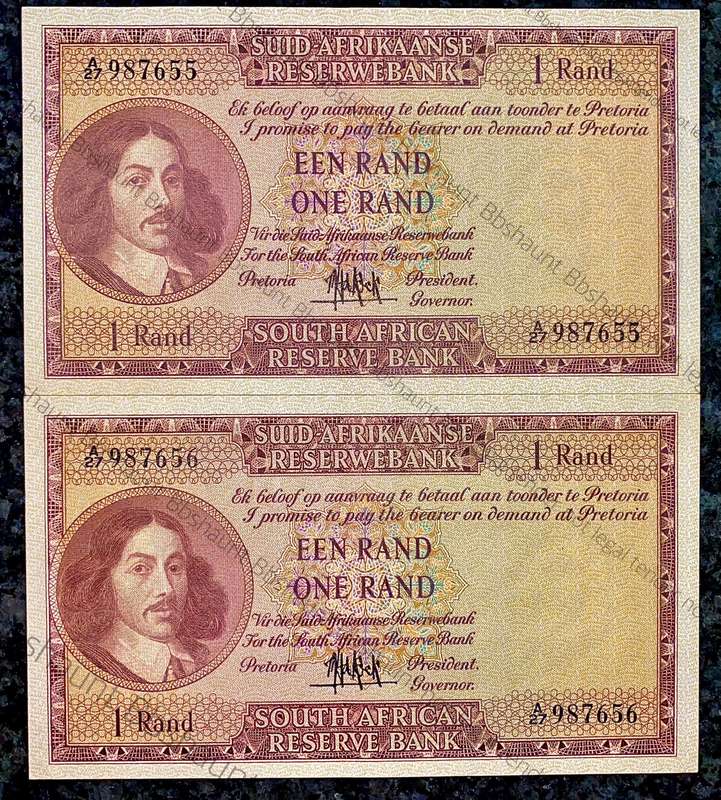 SUID-AFRIKAANSE
RESERWEBANK
A/27 987655
1 Rand
Ek beloof op aanvraag te betaal aan toonder te Pretoria
I promise to pay the bearer on demand at Pretoria
EEN RAND
ONE RAND
Vir die Suid-Afrikaanse Reserwebank
For the South African Reserve Bank
Pretoria
President.
Governor.
1 Rand
SOUTH AFRICAN
RESERVE BANK
A/27 987655
SUID-AFRIKAANSE
RESERWEBANK
A/27 987656
1 Rand
Ek beloof op aanvraag te betaal aan toonder te Pretoria
I promise to pay the bearer on demand at Pretoria
EEN RAND
ONE RAND
Vir die Suid-Afrikaanse Reserwebank
For the South African Reserve Bank
Pretoria
President.
Governor.
1 Rand
SOUTH AFRICAN
RESERVE BANK
A/27 987656
Bbshaunt Bbshaunt Bbshaunt